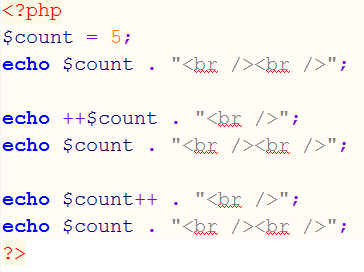 <?php
$count = 5;
echo $count . "<br /><br />";
echo ++$count . "<br />";
echo $count . "<br /><br />";
echo $count++ . "<br />";
echo $count . "<br /><br />";
?>